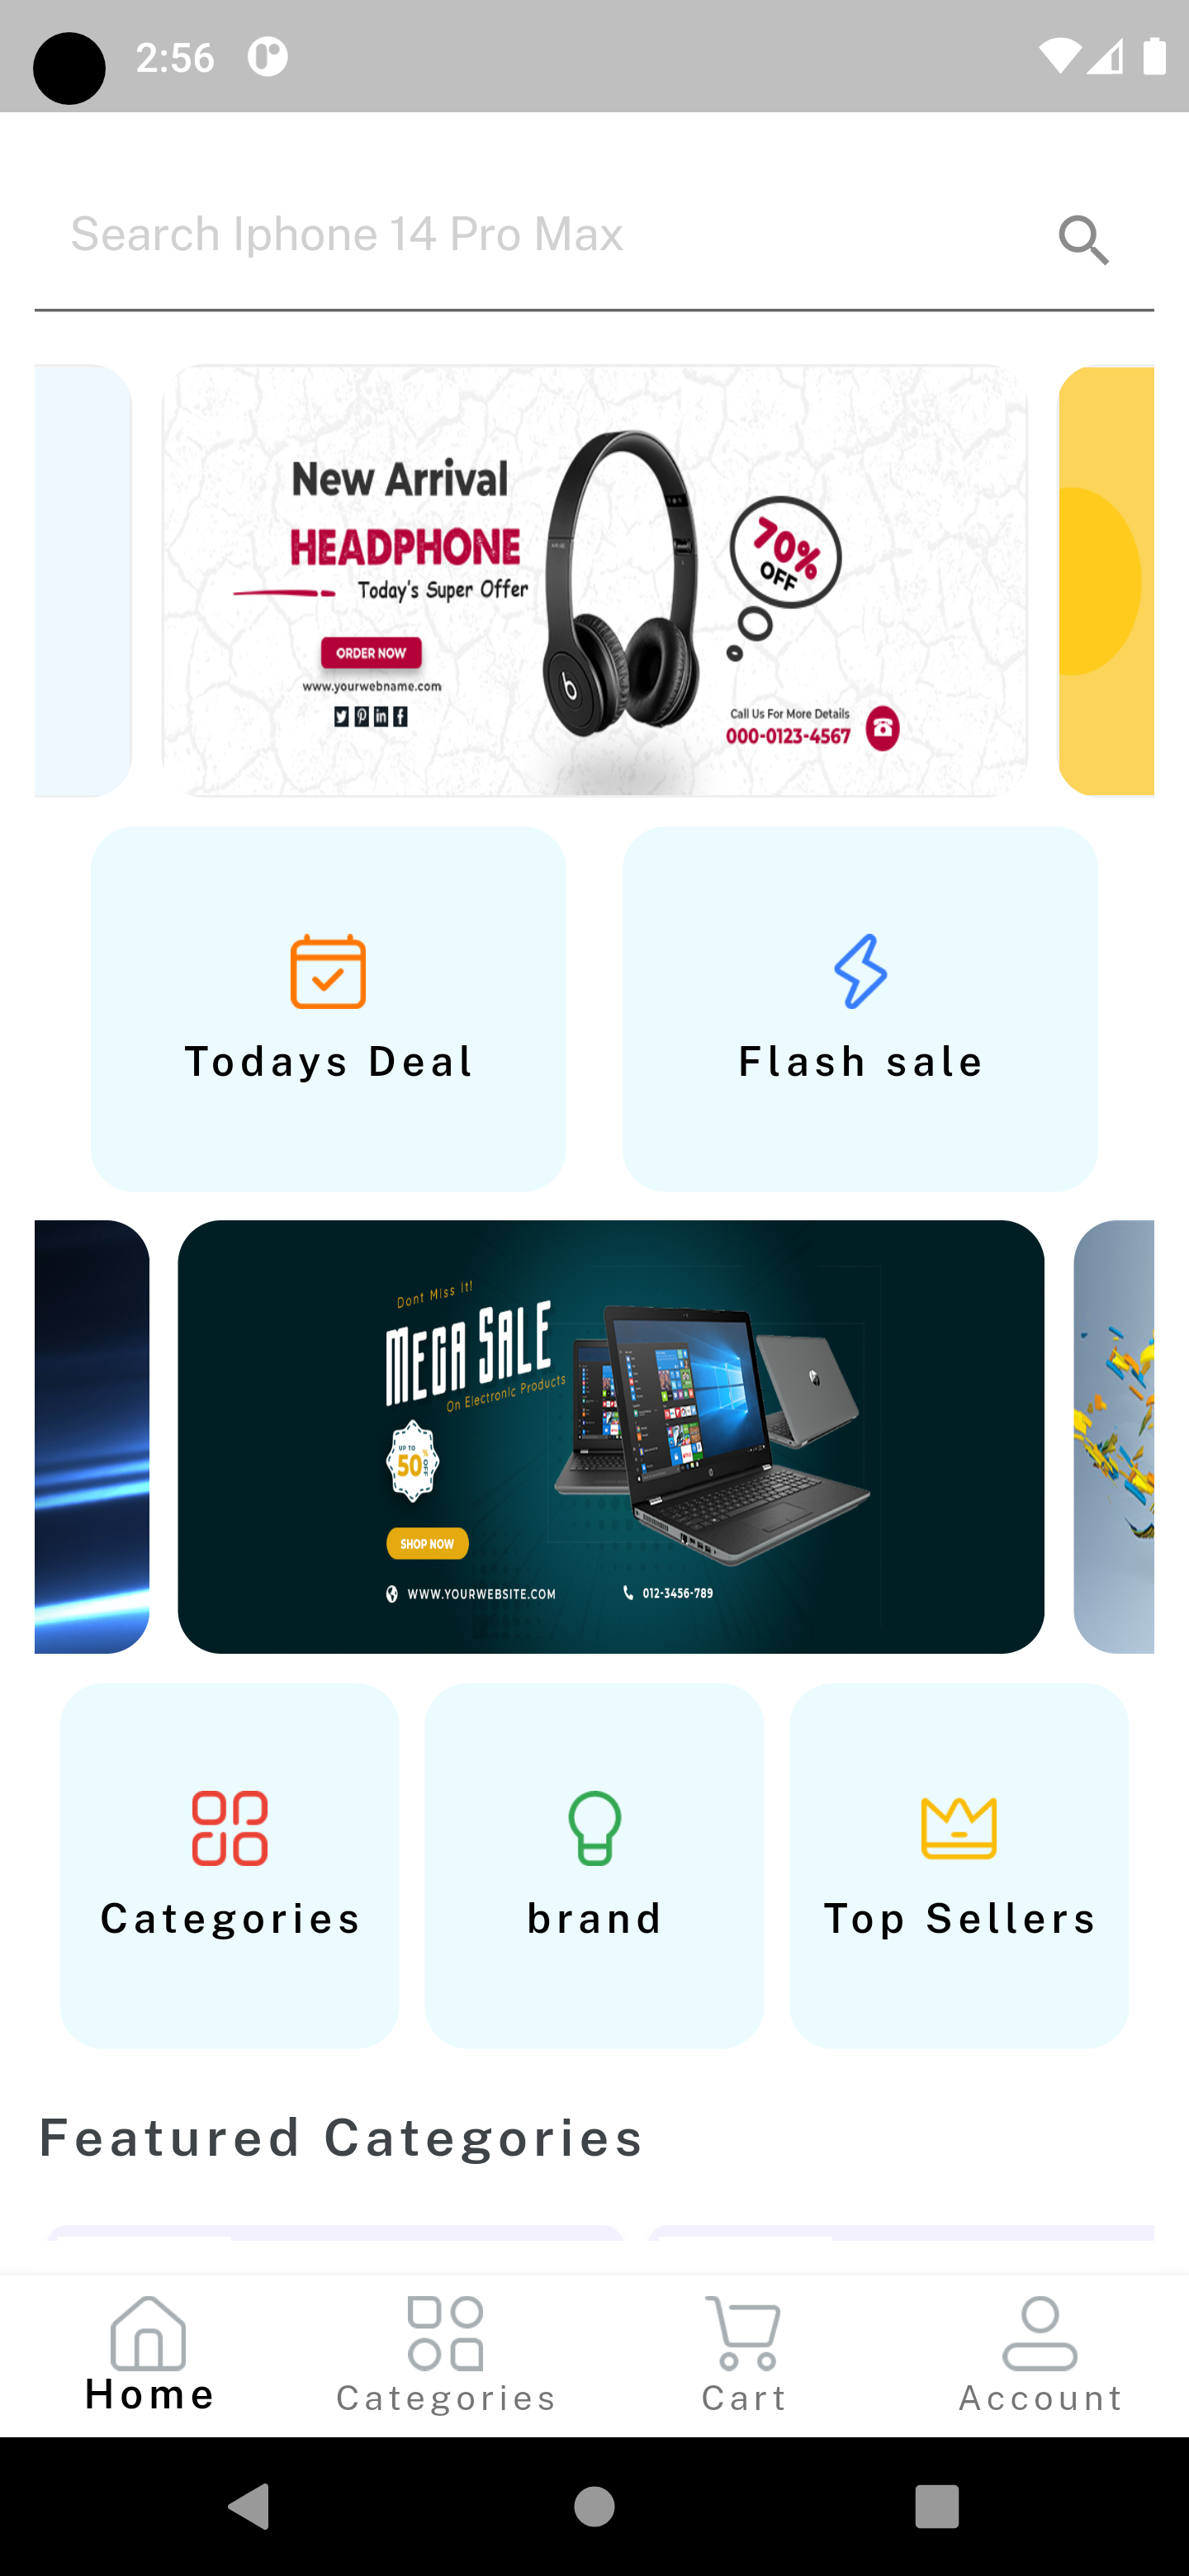 2:56
Search Iphone 14 Pro Max
New Arrival
HEADPHONE
Today's Super Offer
ORDER NOW
www.yourwebname.com
70%
OFF
Call Us For More Details
000-0123-4567
Todays Deal
Flash sale
Dont Miss It!
MEGA SALE
On Electronic Products
UP TO
50% OFF
SHOP NOW
WWW.YOURWEBSITE.COM
012-3456-789
Categories
brand
Top Sellers
Featured Categories
Home
Categories
Cart
Account